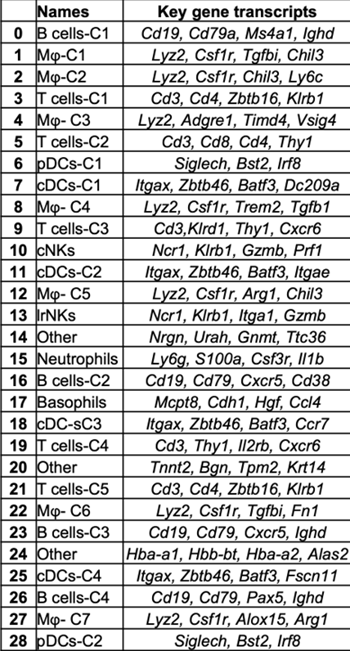 Names Key gene transcripts
0 B cells-C1 Cd19, Cd79a, Ms4a1, Ighd
1 Mφ-C1 Lyz2, Csf1r, Tgfbi, Chil3
2 Mφ-C2 Lyz2, Csf1r, Chil3, Ly6c
3 T cells-C1 Cd3, Cd4, Zbtb16, Klrb1
4 Mφ- C3 Lyz2, Adgre1, Timd4, Vsig4
5 T cells-C2 Cd3, Cd8, Cd4, Thy1
6 pDCs-C1 Siglech, Bst2, Irf8
7 cDCs-C1 Itgax, Zbtb46, Batf3, Dc209a
8 Mφ- C4 Lyz2, Csf1r, Trem2, Tgfb1
9 T cells-C3 Cd3,Klrd1, Thy1, Cxcr6
10 cNKs Ncr1, Klrb1, Gzmb, Prf1
11 cDCs-C2 Itgax, Zbtb46, Batf3, Itgae
12 Mφ- C5 Lyz2, Csf1r, Arg1, Chil3
13 lrNKs Ncr1, Klrb1, Itga1, Gzmb
14 Other Nrgn, Urah, Gnmt, Ttc36
15 Neutrophils Ly6g, S100a, Csf3r, Il1b
16 B cells-C2 Cd19, Cd79, Cxcr5, Cd38
17 Basophils Mcpt8, Cdh1, Hgf, Ccl4
18 cDC-sC3 Itgax, Zbtb46, Batf3, Ccr7
19 T cells-C4 Cd3, Thy1, Il2rb, Cxcr6
20 Other Tnnt2, Bgn, Tpm2, Krt14
21 T cells-C5 Cd3, Cd4, Zbtb16, Klrb1
22 Mφ- C6 Lyz2, Csf1r, Tgfbi, Fn1
23 B cells-C3 Cd19, Cd79, Cxcr5, Ighd
24 Other Hba-a1, Hbb-bt, Hba-a2, Alas2
25 cDCs-C4 Itgax, Zbtb46, Batf3, Fscn11
26 B cells-C4 Cd19, Cd79, Pax5, Ighd
27 Mφ- C7 Lyz2, Csf1r, Alox15, Arg1
28 pDCs-C2 Siglech, Bst2, Irf8